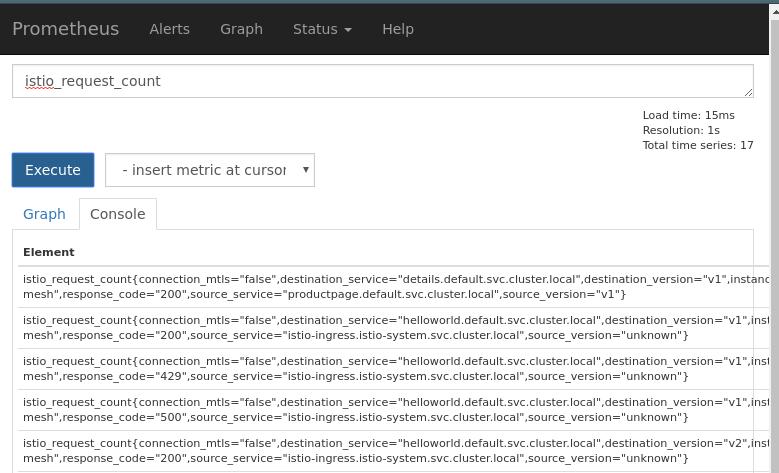 Prometheus Alerts Graph Status Help
istio_request_count
Load time: 15ms
Resolution: 1s
Total time series: 17
Execute - insert metric at cursor
Graph Console
Element
istio_request_count{connection_mtls="false",destination_service="details.default.svc.cluster.local",destination_version="v1",instanc
mesh",response_code="200",source_service="productpage.default.svc.cluster.local",source_version="v1"}
istio_request_count{connection_mtls="false",destination_service="helloworld.default.svc.cluster.local",destination_version="v1",inst
mesh",response_code="200",source_service="istio-ingress.istio-system.svc.cluster.local",source_version="unknown"}
istio_request_count{connection_mtls="false",destination_service="helloworld.default.svc.cluster.local",destination_version="v1",inst
mesh",response_code="429",source_service="istio-ingress.istio-system.svc.cluster.local",source_version="unknown"}
istio_request_count{connection_mtls="false",destination_service="helloworld.default.svc.cluster.local",destination_version="v1",inst
mesh",response_code="500",source_service="istio-ingress.istio-system.svc.cluster.local",source_version="unknown"}
istio_request_count{connection_mtls="false",destination_service="helloworld.default.svc.cluster.local",destination_version="v2",inst
mesh",response_code="200",source_service="istio-ingress.istio-system.svc.cluster.local",source_version="unknown"}